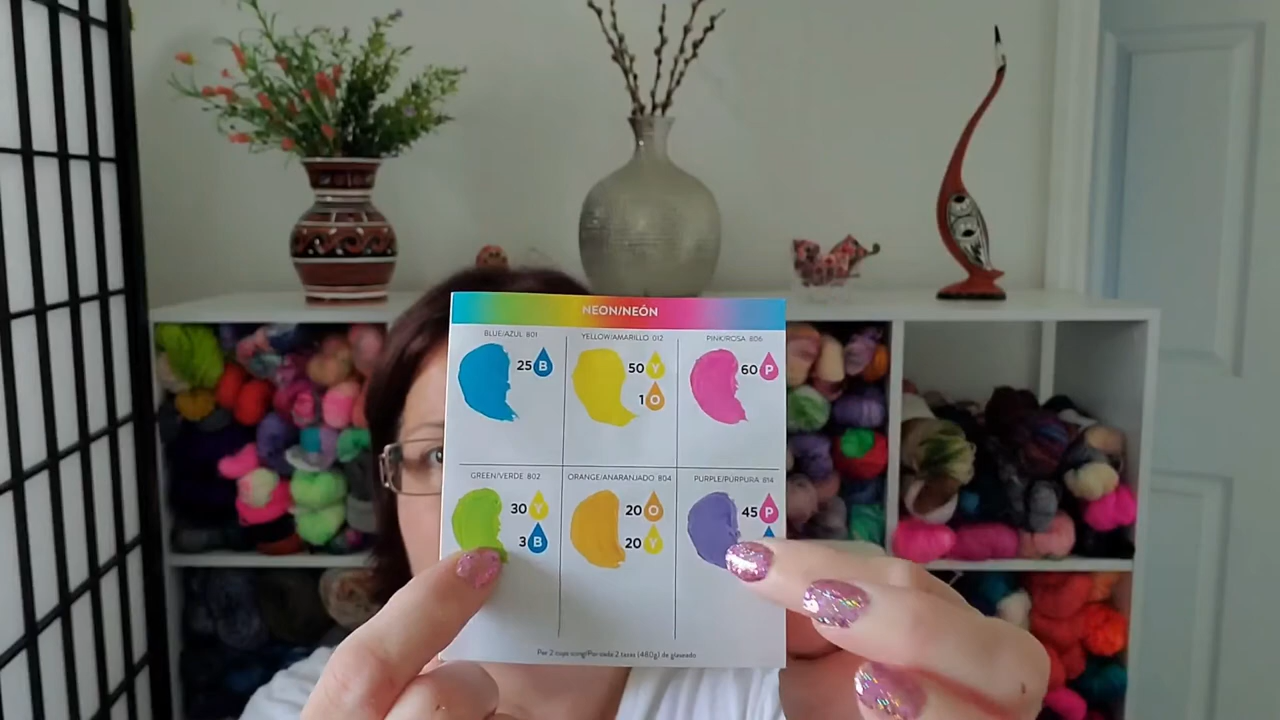 NEON/NEÓN
BLUE/AZUL 801
25 B
YELLOW/AMARILLO 012
50 Y
1 O
PINK/ROSA 806
60 P
GREEN/VERDE 802
30 Y
3 B
ORANGE/ANARANJADO 804
20 O
20 Y
PURPLE/PÚRPURA 814
45 P
Per 2 cups icing/Por cada 2 tazas (480g) de glaseado